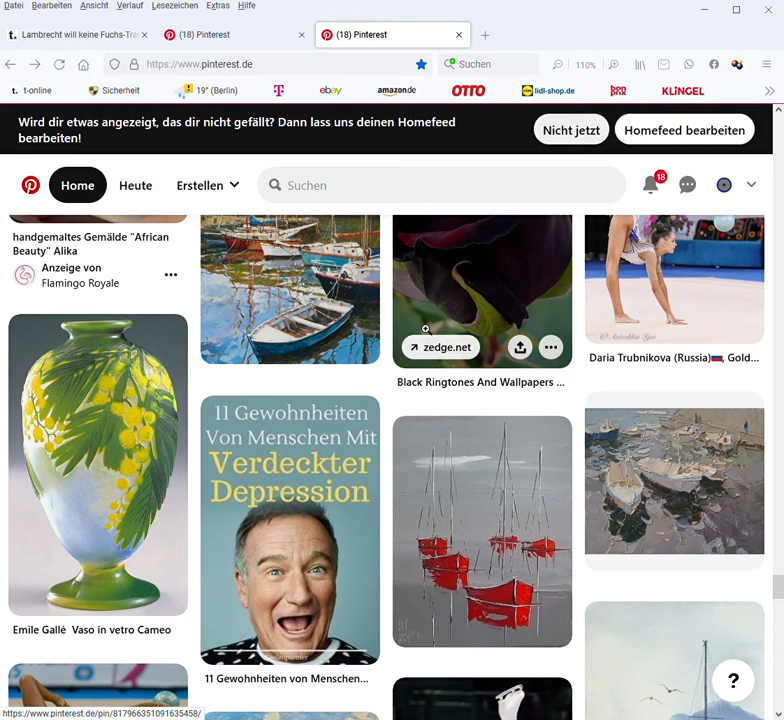 Datei Bearbeiten Ansicht Verlauf Lesezeichen Extras Hilfe
t. Lambrecht will keine Fuchs-Tra
(18) Pinterest
(18) Pinterest
https://www.pinterest.de
110%
Suchen
t. t-online
Sicherheit
19° (Berlin)
T
ebay
amazon.de
OTTO
lidl-shop.de
bon prix
KLiNGEL
Wird dir etwas angezeigt, das dir nicht gefällt? Dann lass uns deinen Homefeed
bearbeiten!
Nicht jetzt
Homefeed bearbeiten
Home
Heute
Erstellen
Suchen
18
handgemaltes Gemälde "African
Beauty" Alika
Anzeige von
Flamingo Royale
zedge.net
Black Ringtones And Wallpapers ...
Daria Trubnikova (Russia)🇷🇺, Gold...
11 Gewohnheiten
Von Menschen Mit
Verdeckter
Depression
11 Gewohnheiten von Menschen...
Emile Gallé Vaso in vetro Cameo
?
https://www.pinterest.de/pin/817966351091635458/